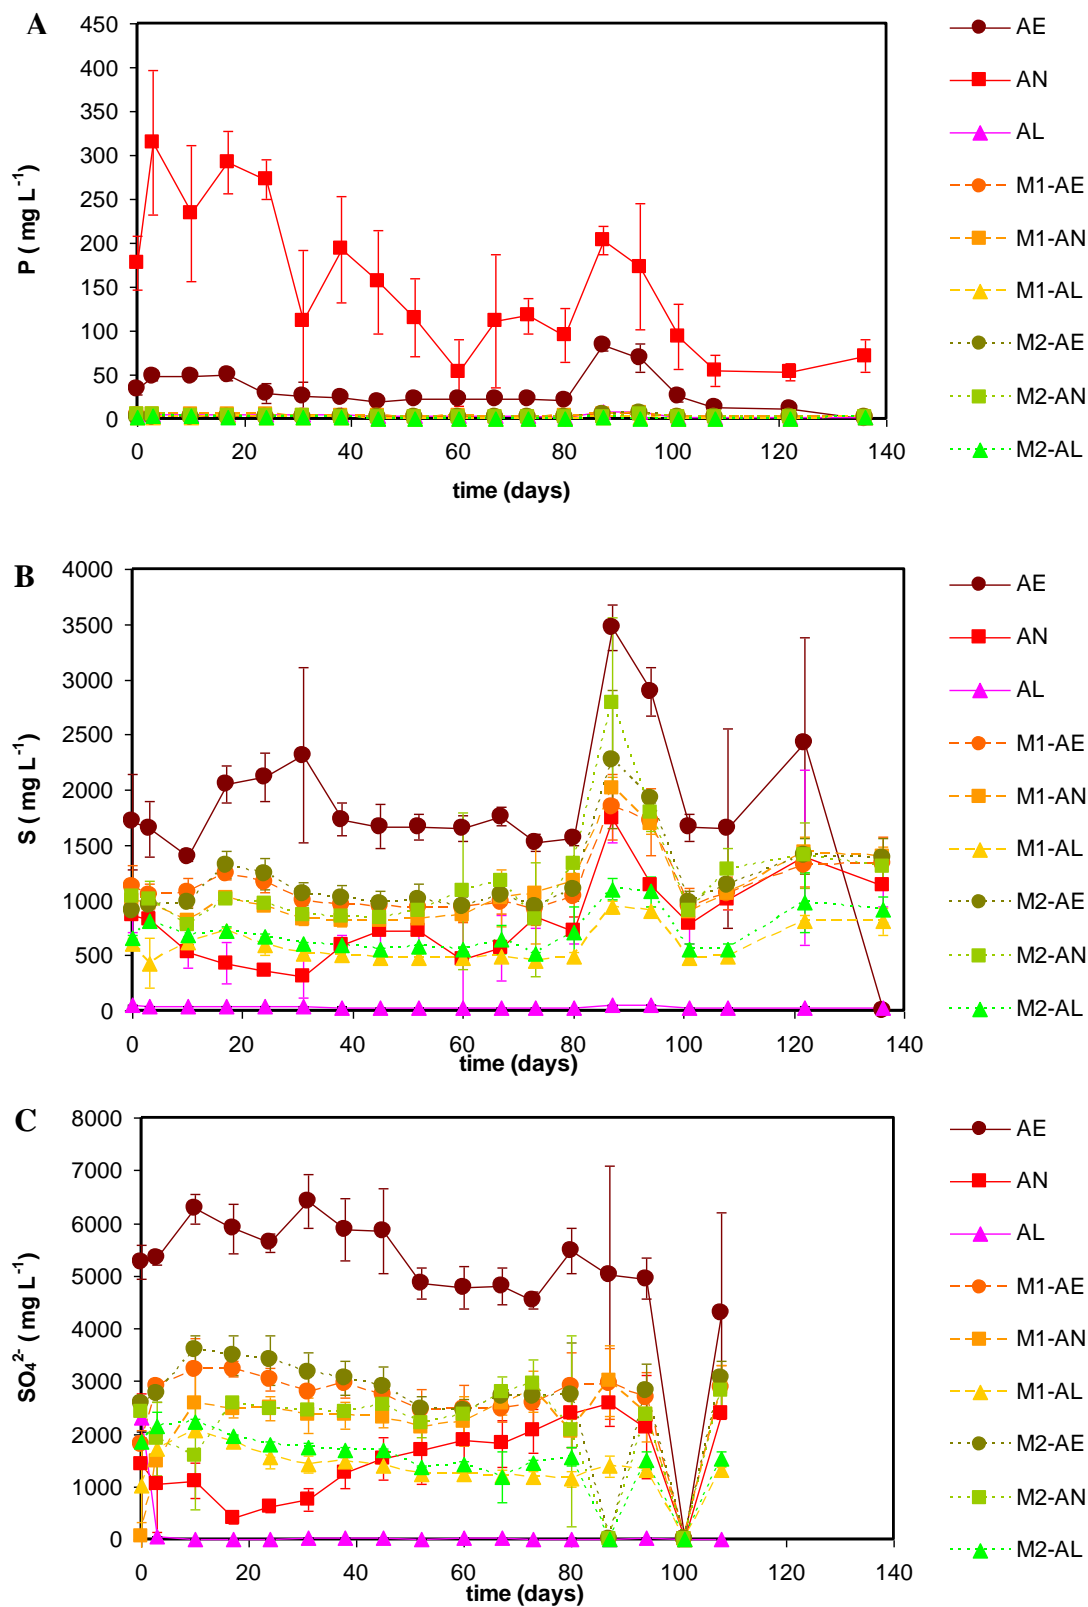 A
450
400
350
300
250
200
150
100
50
0
P ( mg L⁻¹)
0 20 40 60 80 100 120 140
time (days)
AE
AN
AL
M1-AE
M1-AN
M1-AL
M2-AE
M2-AN
M2-AL
B
4000
3500
3000
2500
2000
1500
1000
500
0
S ( mg L⁻¹)
0 20 40 60 80 100 120 140
time (days)
AE
AN
AL
M1-AE
M1-AN
M1-AL
M2-AE
M2-AN
M2-AL
C
8000
7000
6000
5000
4000
3000
2000
1000
0
SO₄²⁻ ( mg L⁻¹)
0 20 40 60 80 100 120 140
time (days)
AE
AN
AL
M1-AE
M1-AN
M1-AL
M2-AE
M2-AN
M2-AL